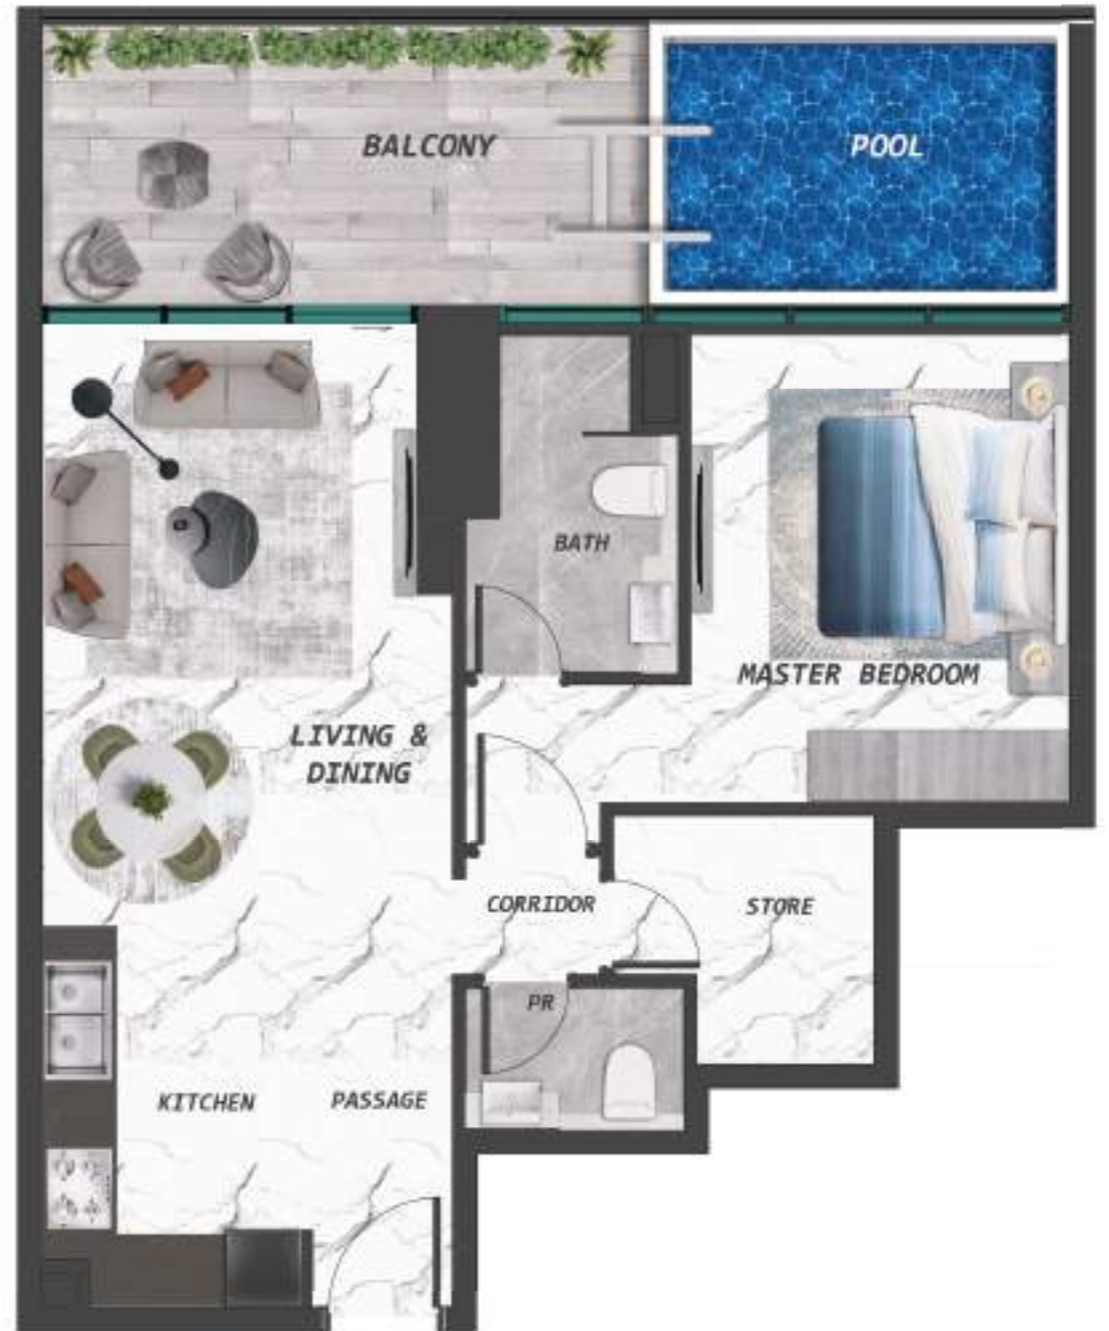 BALCONY
POOL
BATH
MASTER BEDROOM
LIVING &
DINING
CORRIDOR
STORE
PR
KITCHEN
PASSAGE